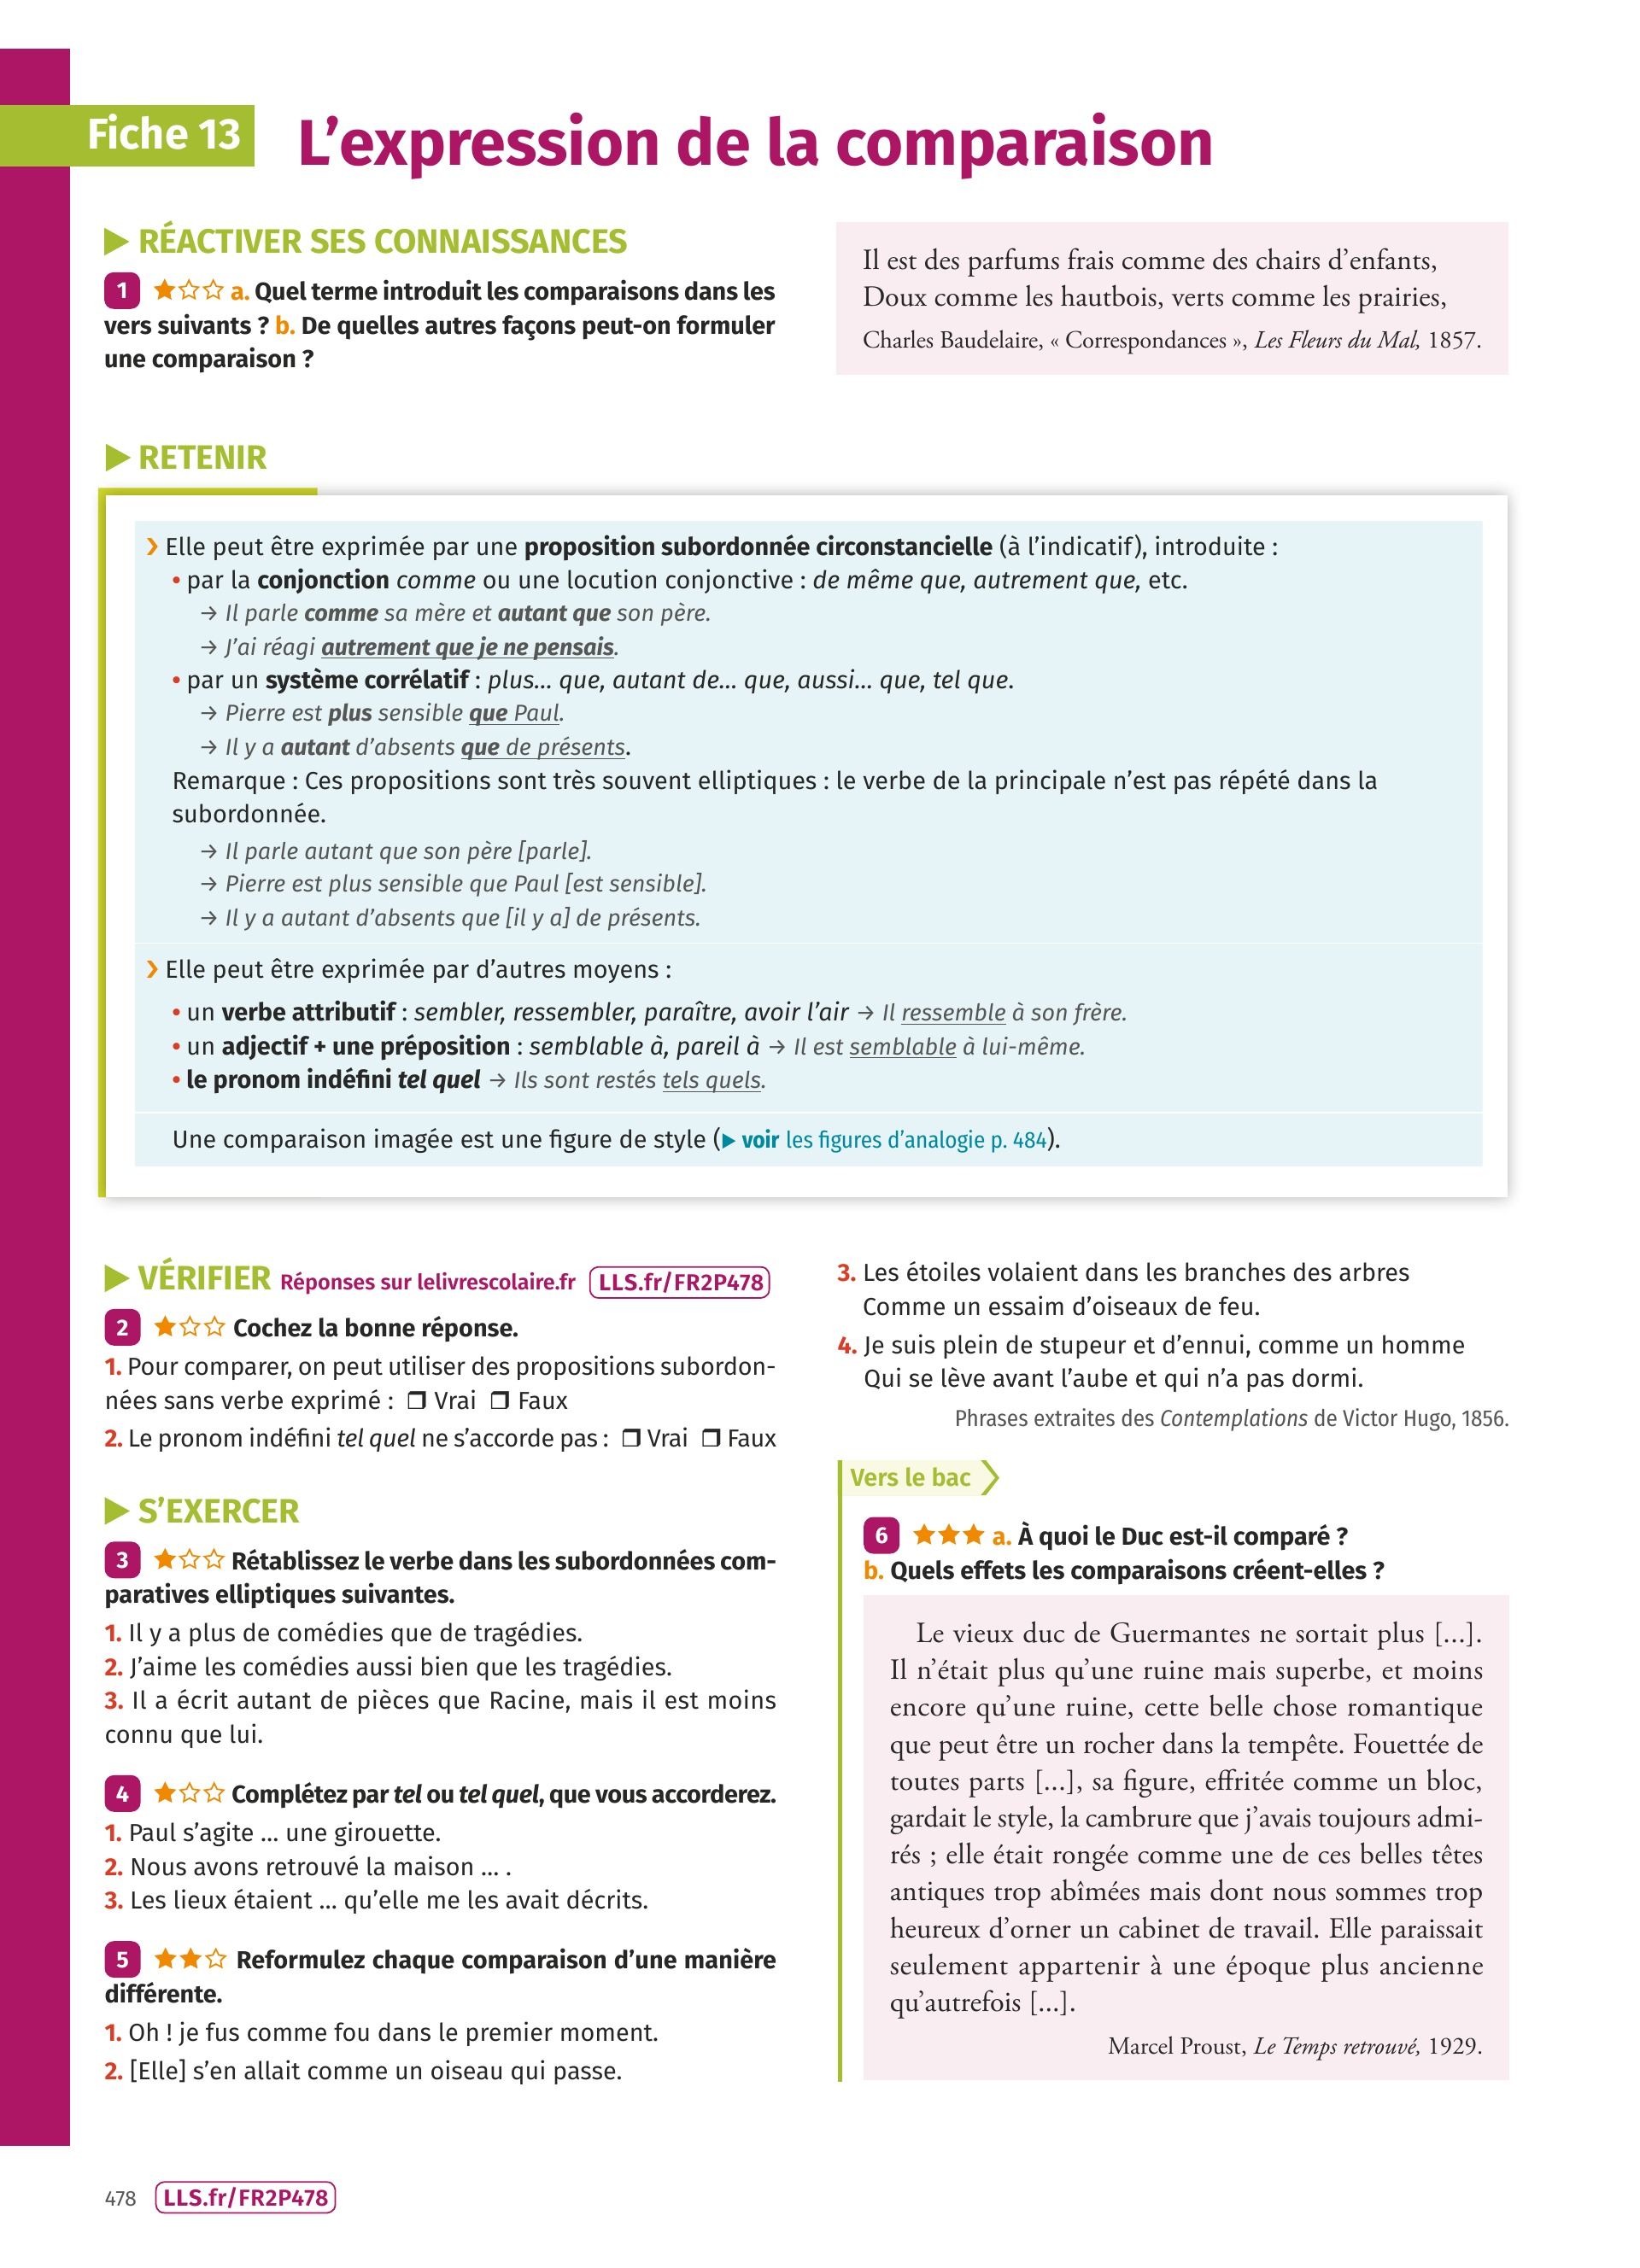 Fiche 13
L’expression de la comparaison
▶ RÉACTIVER SES CONNAISSANCES
1 ★☆☆ a. Quel terme introduit les comparaisons dans les
vers suivants ? b. De quelles autres façons peut-on formuler
une comparaison ?
Il est des parfums frais comme des chairs d’enfants,
Doux comme les hautbois, verts comme les prairies,
Charles Baudelaire, « Correspondances », Les Fleurs du Mal, 1857.
▶ RETENIR
› Elle peut être exprimée par une proposition subordonnée circonstancielle (à l’indicatif), introduite :
• par la conjonction comme ou une locution conjonctive : de même que, autrement que, etc.
→ Il parle comme sa mère et autant que son père.
→ J’ai réagi autrement que je ne pensais.
• par un système corrélatif : plus… que, autant de… que, aussi… que, tel que.
→ Pierre est plus sensible que Paul.
→ Il y a autant d’absents que de présents.
Remarque : Ces propositions sont très souvent elliptiques : le verbe de la principale n’est pas répété dans la
subordonnée.
→ Il parle autant que son père [parle].
→ Pierre est plus sensible que Paul [est sensible].
→ Il y a autant d’absents que [il y a] de présents.
› Elle peut être exprimée par d’autres moyens :
• un verbe attributif : sembler, ressembler, paraître, avoir l’air → Il ressemble à son frère.
• un adjectif + une préposition : semblable à, pareil à → Il est semblable à lui-même.
• le pronom indéfini tel quel → Ils sont restés tels quels.
Une comparaison imagée est une figure de style (▶ voir les figures d’analogie p. 484).
▶ VÉRIFIER Réponses sur lelivrescolaire.fr LLS.fr/FR2P478
2 ★☆☆ Cochez la bonne réponse.
1. Pour comparer, on peut utiliser des propositions subordon-
nées sans verbe exprimé : ❒ Vrai ❒ Faux
2. Le pronom indéfini tel quel ne s’accorde pas : ❒ Vrai ❒ Faux
▶ S’EXERCER
3 ★☆☆ Rétablissez le verbe dans les subordonnées com-
paratives elliptiques suivantes.
1. Il y a plus de comédies que de tragédies.
2. J’aime les comédies aussi bien que les tragédies.
3. Il a écrit autant de pièces que Racine, mais il est moins
connu que lui.
4 ★☆☆ Complétez par tel ou tel quel, que vous accorderez.
1. Paul s’agite … une girouette.
2. Nous avons retrouvé la maison … .
3. Les lieux étaient … qu’elle me les avait décrits.
5 ★★☆ Reformulez chaque comparaison d’une manière
différente.
1. Oh ! je fus comme fou dans le premier moment.
2. [Elle] s’en allait comme un oiseau qui passe.
3. Les étoiles volaient dans les branches des arbres
Comme un essaim d’oiseaux de feu.
4. Je suis plein de stupeur et d’ennui, comme un homme
Qui se lève avant l’aube et qui n’a pas dormi.
Phrases extraites des Contemplations de Victor Hugo, 1856.
Vers le bac
6 ★★★ a. À quoi le Duc est-il comparé ?
b. Quels effets les comparaisons créent-elles ?
Le vieux duc de Guermantes ne sortait plus […].
Il n’était plus qu’une ruine mais superbe, et moins
encore qu’une ruine, cette belle chose romantique
que peut être un rocher dans la tempête. Fouettée de
toutes parts […], sa figure, effritée comme un bloc,
gardait le style, la cambrure que j’avais toujours admi-
rés ; elle était rongée comme une de ces belles têtes
antiques trop abîmées mais dont nous sommes trop
heureux d’orner un cabinet de travail. Elle paraissait
seulement appartenir à une époque plus ancienne
qu’autrefois […].
Marcel Proust, Le Temps retrouvé, 1929.
478 LLS.fr/FR2P478